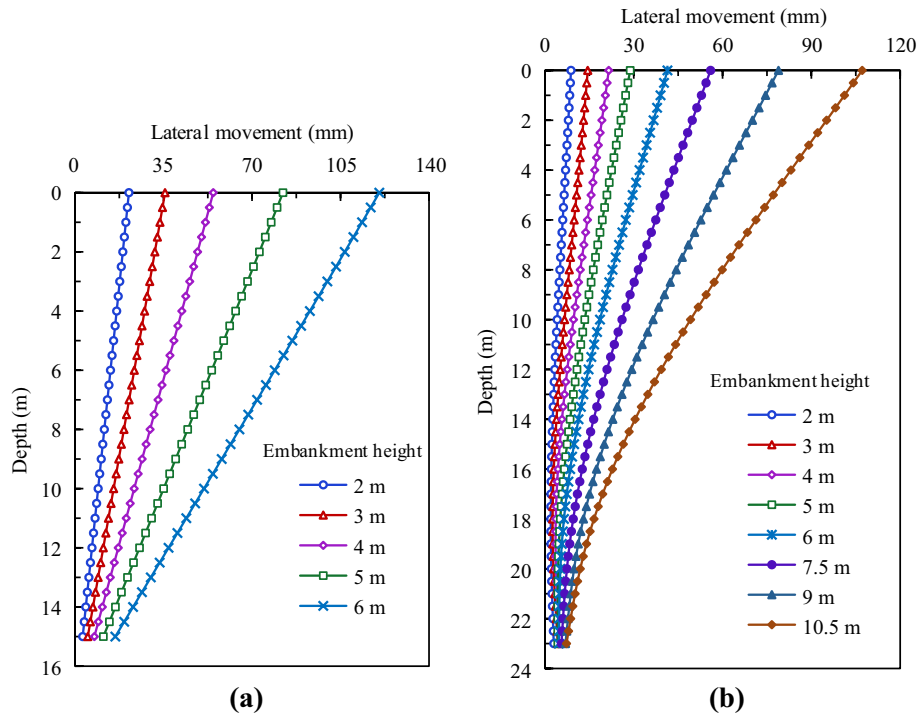 Lateral movement (mm)
0 35 70 105 140
0
2
4
6
8
10
12
14
16
Depth (m)
Embankment height
2 m
3 m
4 m
5 m
6 m
(a)
Lateral movement (mm)
0 30 60 90 120
0
2
4
6
8
10
12
14
16
18
20
22
24
Depth (m)
Embankment height
2 m
3 m
4 m
5 m
6 m
7.5 m
9 m
10.5 m
(b)